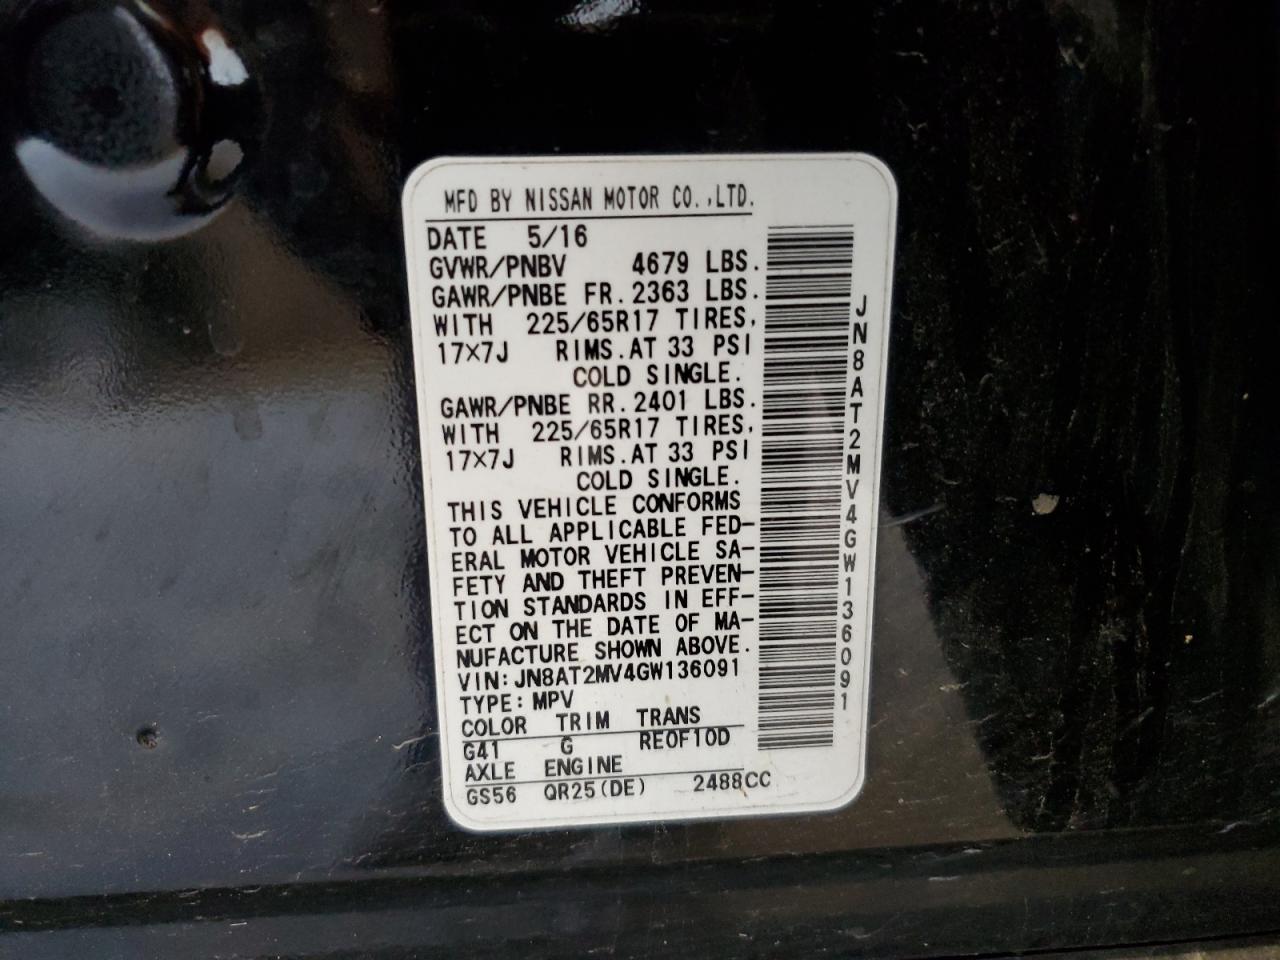 MFD BY NISSAN MOTOR CO.,LTD.
DATE 5/16
GVWR/PNBV 4679 LBS.
GAWR/PNBE FR. 2363 LBS.
WITH 225/65R17 TIRES,
17×7J RIMS. AT 33 PSI
COLD SINGLE.
GAWR/PNBE RR. 2401 LBS.
WITH 225/65R17 TIRES,
17×7J RIMS. AT 33 PSI
COLD SINGLE.
THIS VEHICLE CONFORMS
TO ALL APPLICABLE FED-
ERAL MOTOR VEHICLE SA-
FETY AND THEFT PREVEN-
TION STANDARDS IN EFF-
ECT ON THE DATE OF MA-
NUFACTURE SHOWN ABOVE.
VIN: JN8AT2MV4GW136091
TYPE: MPV
COLOR TRIM TRANS
G41 G RE0F10D
AXLE ENGINE
GS56 QR25(DE) 2488CC
JN8AT2MV4GW136091